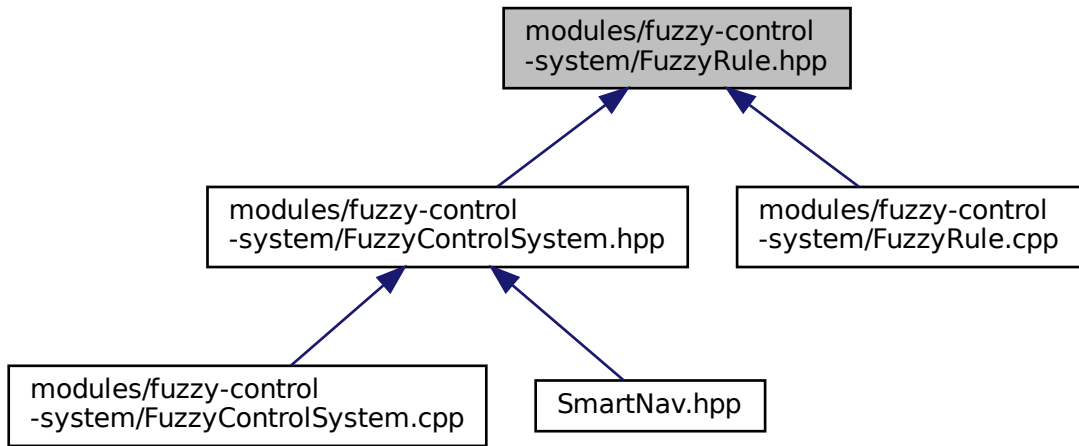 modules/fuzzy-control
-system/FuzzyRule.hpp
modules/fuzzy-control
-system/FuzzyControlSystem.hpp
modules/fuzzy-control
-system/FuzzyRule.cpp
modules/fuzzy-control
-system/FuzzyControlSystem.cpp
SmartNav.hpp